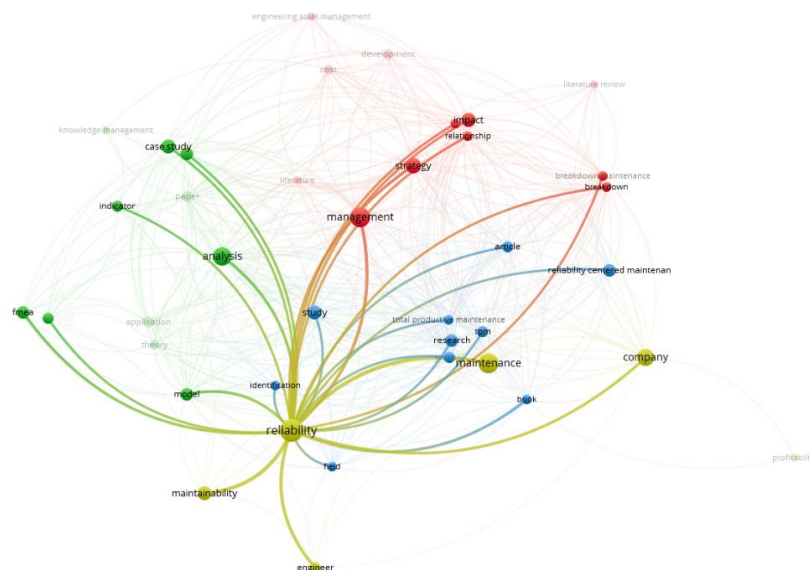 engineering asset management
development
cost
literature review
impact
knowledge management
relationship
case study
strategy
breakdown maintenance
literature
breakdown
paper
indicator
management
article
analysis
reliability centered maintenan
study
fmea
total productive maintenance
application
tpm
research
theory
company
maintenance
identification
model
book
reliability
profitabili
field
maintainability
engineer